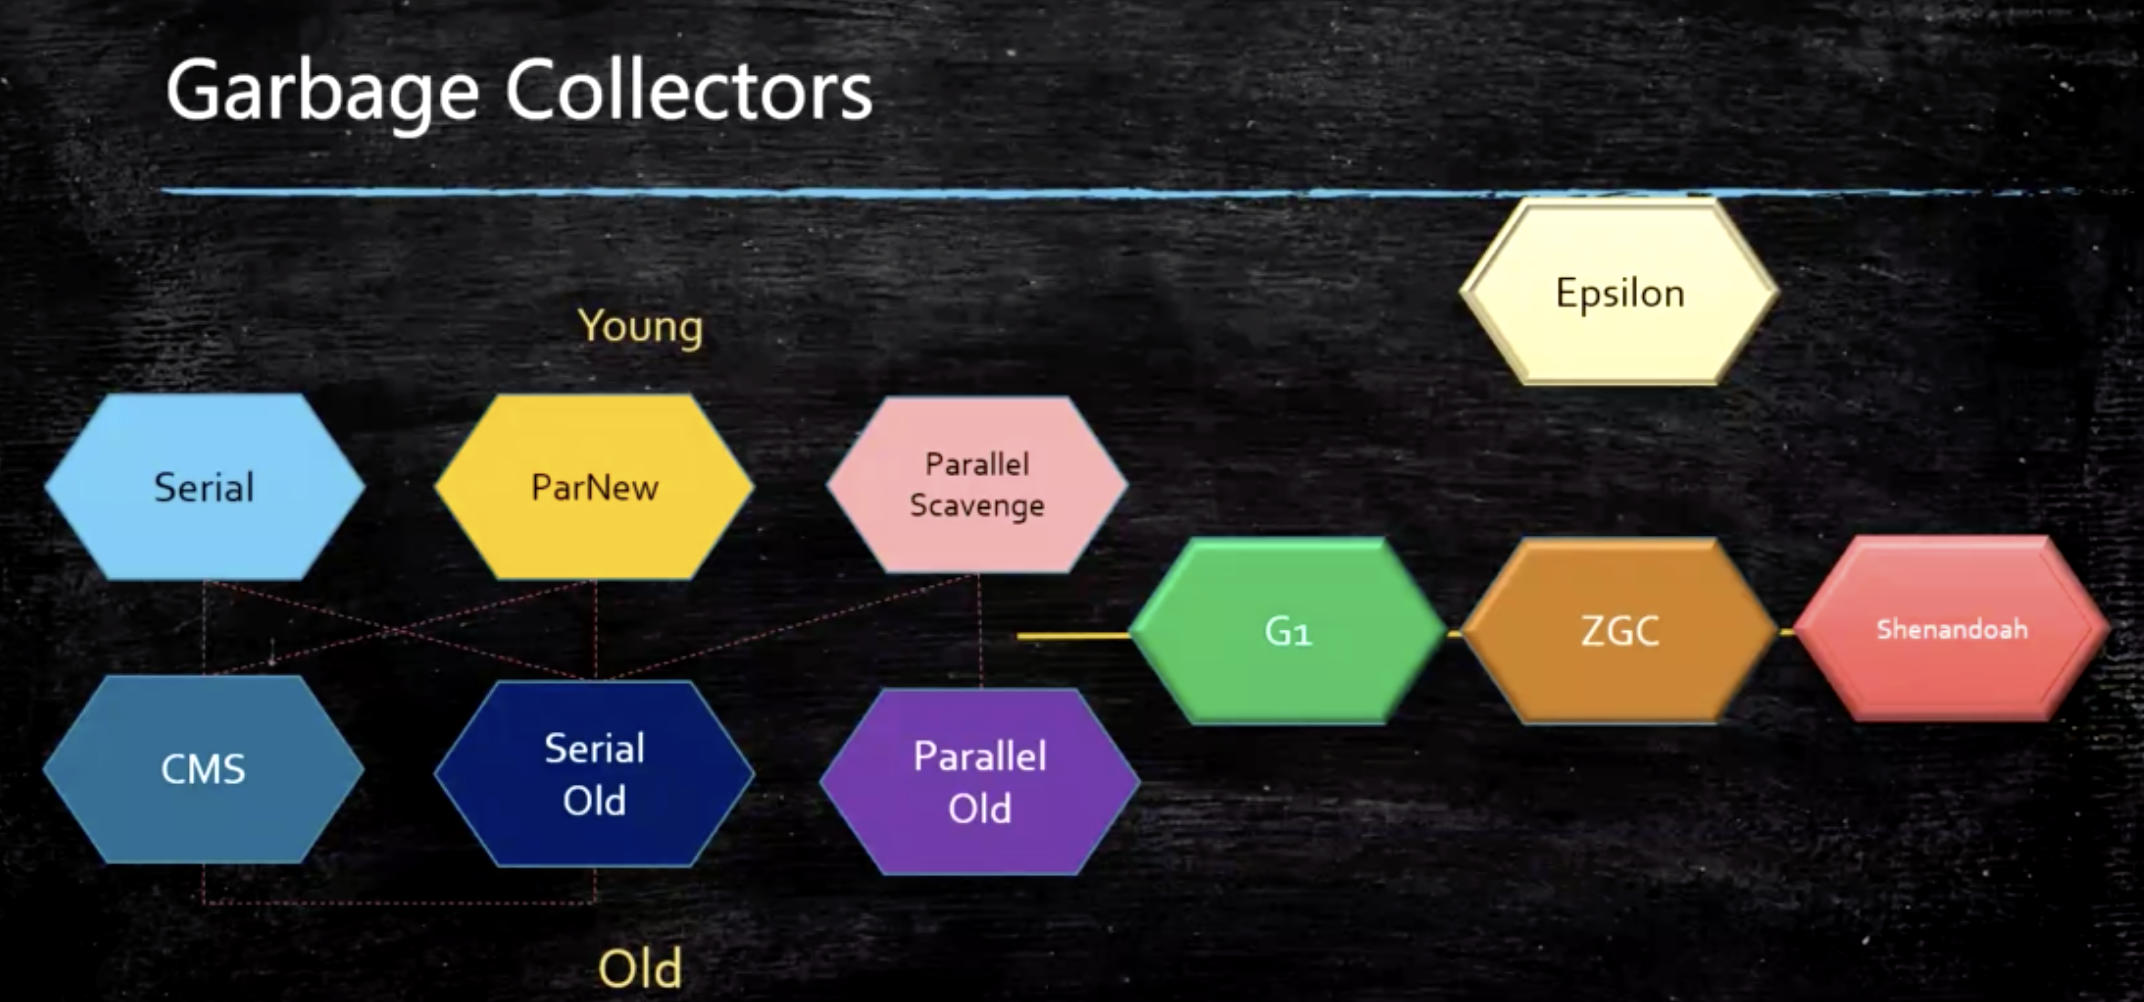 Garbage Collectors
Epsilon
Young
Serial
ParNew
Parallel
Scavenge
G1
ZGC
Shenandoah
CMS
Serial
Old
Parallel
Old
Old